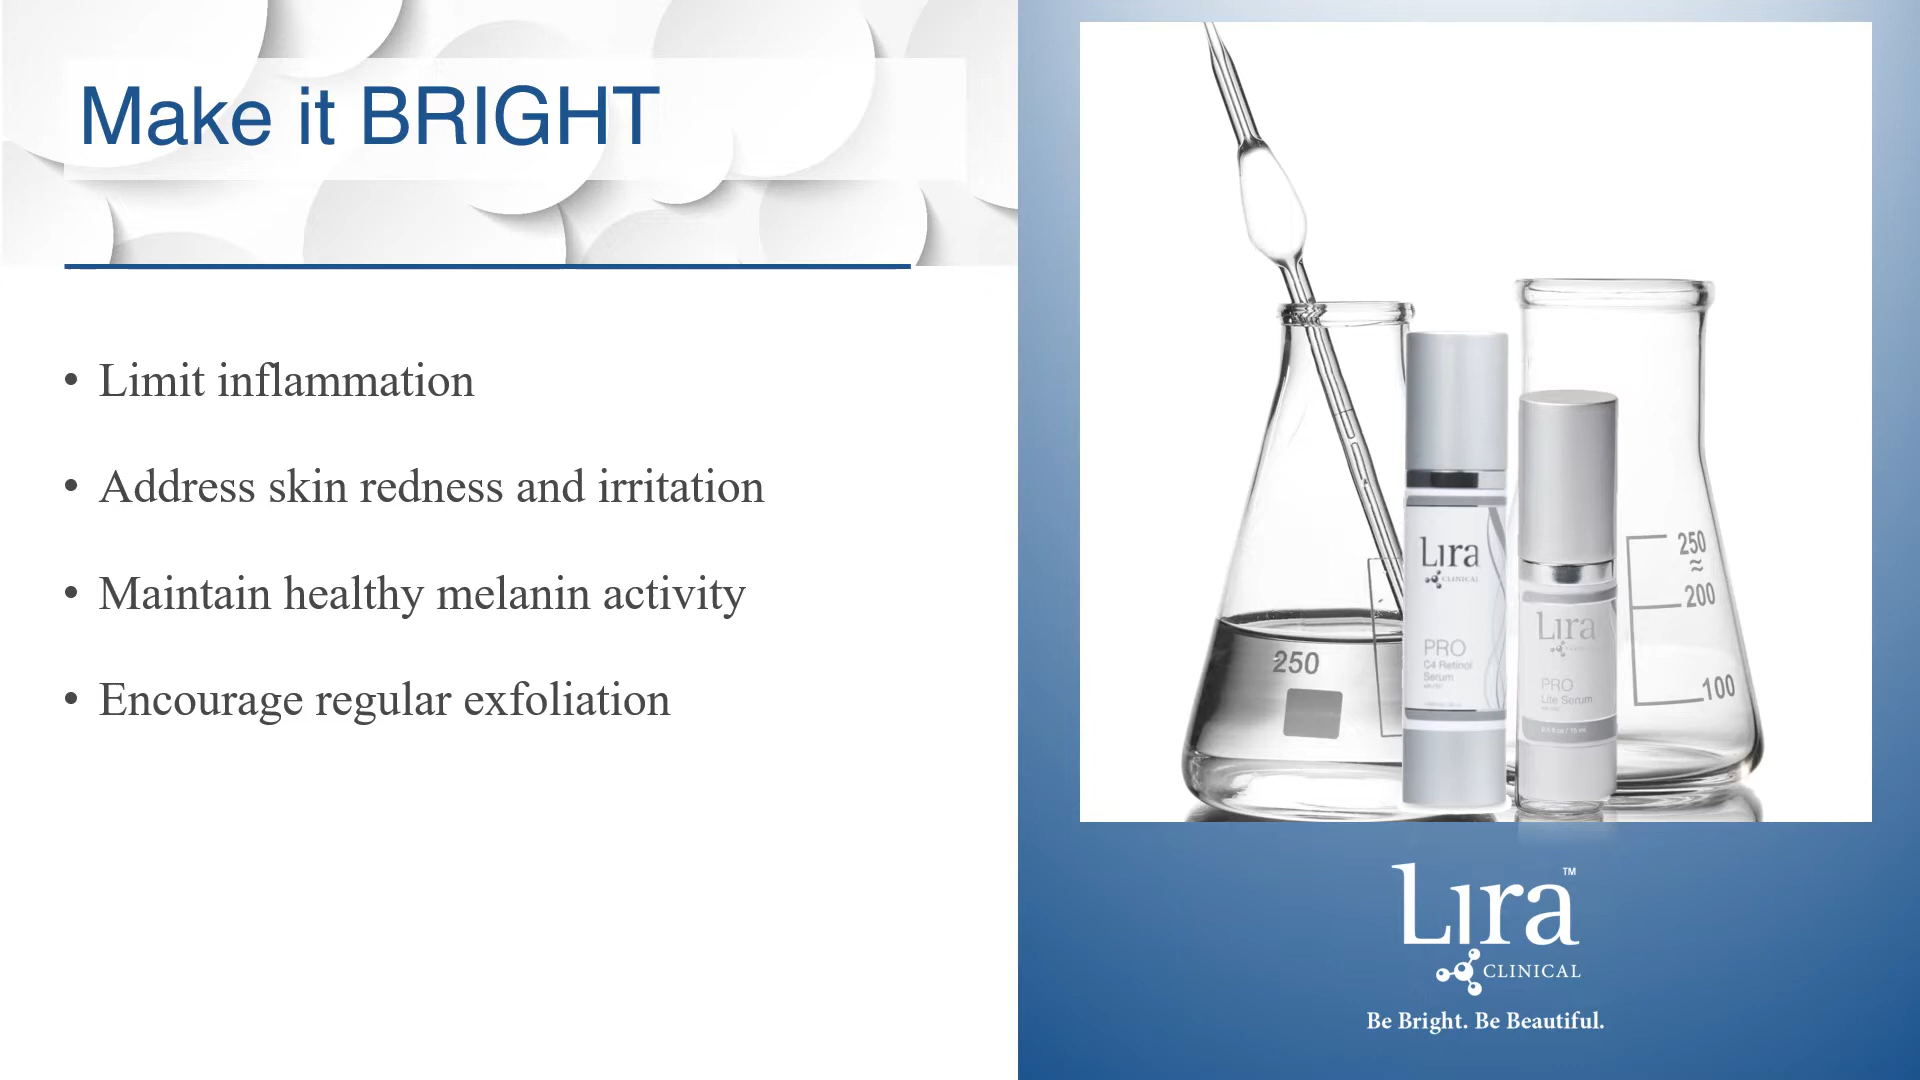 Make it BRIGHT
• Limit inflammation
• Address skin redness and irritation
• Maintain healthy melanin activity
• Encourage regular exfoliation
250
Lira
CLINICAL
PRO
C4 Retinol
Serum
Lira
PRO
Lite Serum
250
≈
200
100
Lira™
CLINICAL
Be Bright. Be Beautiful.